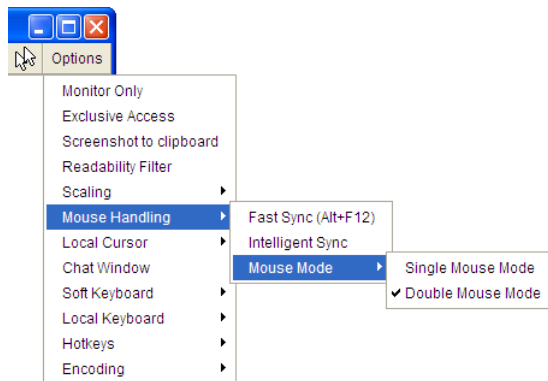 Options
Monitor Only
Exclusive Access
Screenshot to clipboard
Readability Filter
Scaling
Mouse Handling
Local Cursor
Chat Window
Soft Keyboard
Local Keyboard
Hotkeys
Encoding
Fast Sync (Alt+F12)
Intelligent Sync
Mouse Mode
Single Mouse Mode
Double Mouse Mode